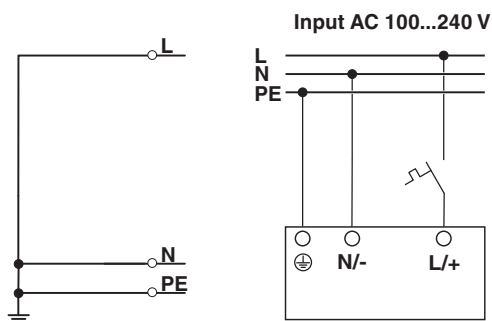 Input AC 100...240 V
L
N
PE
L
N
PE
N/-
L/+